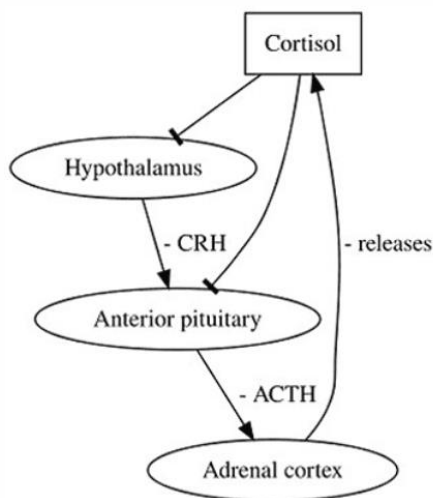 Cortisol
Hypothalamus
- CRH
- releases
Anterior pituitary
- ACTH
Adrenal cortex